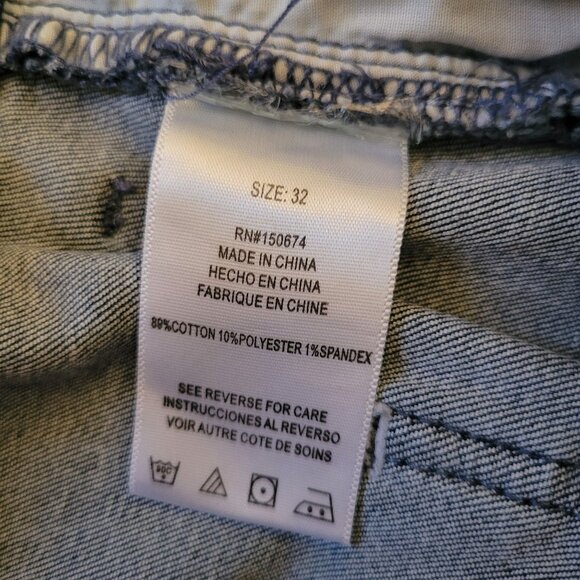 SIZE: 32
RN#150674
MADE IN CHINA
HECHO EN CHINA
FABRIQUE EN CHINE
89%COTTON 10%POLYESTER 1%SPANDEX
SEE REVERSE FOR CARE
INSTRUCCIONES AL REVERSO
VOIR AUTRE COTE DE SOINS